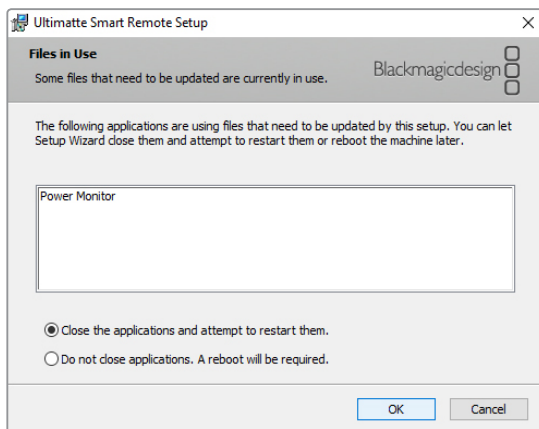 Ultimatte Smart Remote Setup
Files in Use
Some files that need to be updated are currently in use.
Blackmagicdesign
The following applications are using files that need to be updated by this setup. You can let
Setup Wizard close them and attempt to restart them or reboot the machine later.
Power Monitor
Close the applications and attempt to restart them.
Do not close applications. A reboot will be required.
OK
Cancel